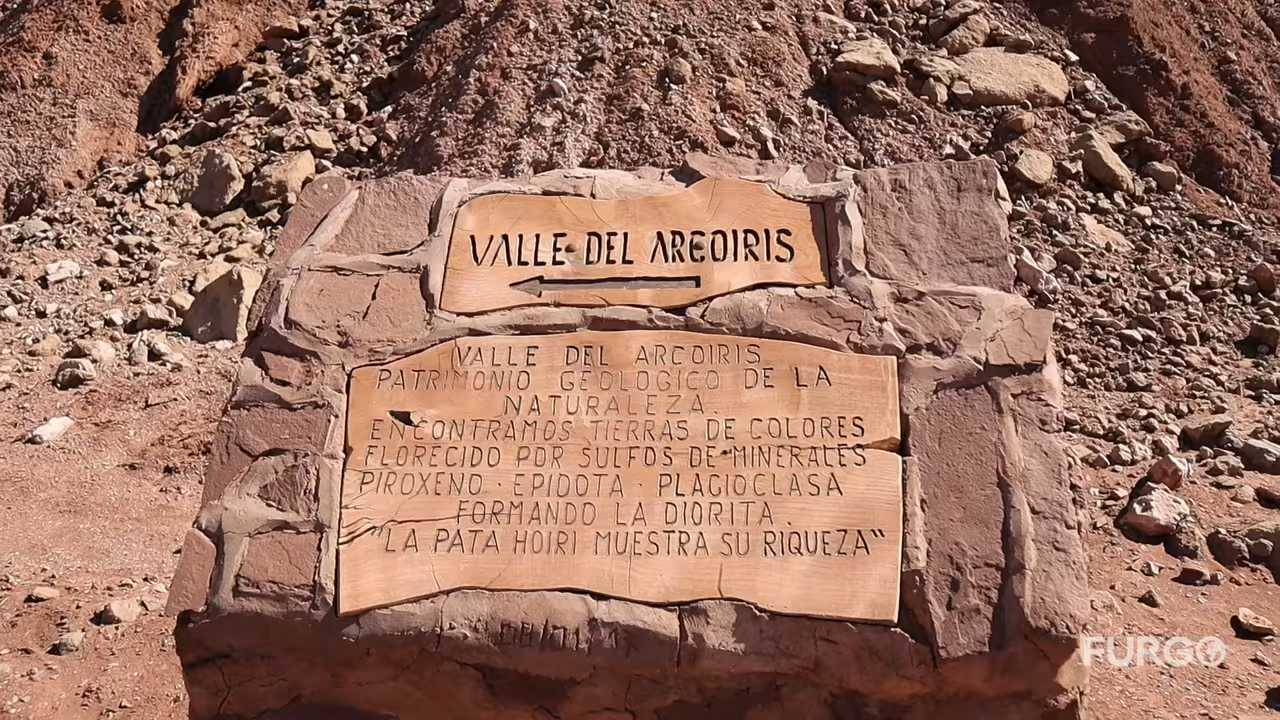 VALLE DEL ARCOIRIS
VALLE DEL ARCOIRIS
PATRIMONIO GEOLOGICO DE LA
NATURALEZA.
ENCONTRAMOS TIERRAS DE COLORES
FLORECIDO POR SULFOS DE MINERALES
PIROXENO · EPIDOTA · PLAGIOCLASA
FORMANDO LA DIORITA.
"LA PATA HOIRI MUESTRA SU RIQUEZA"
FURGO